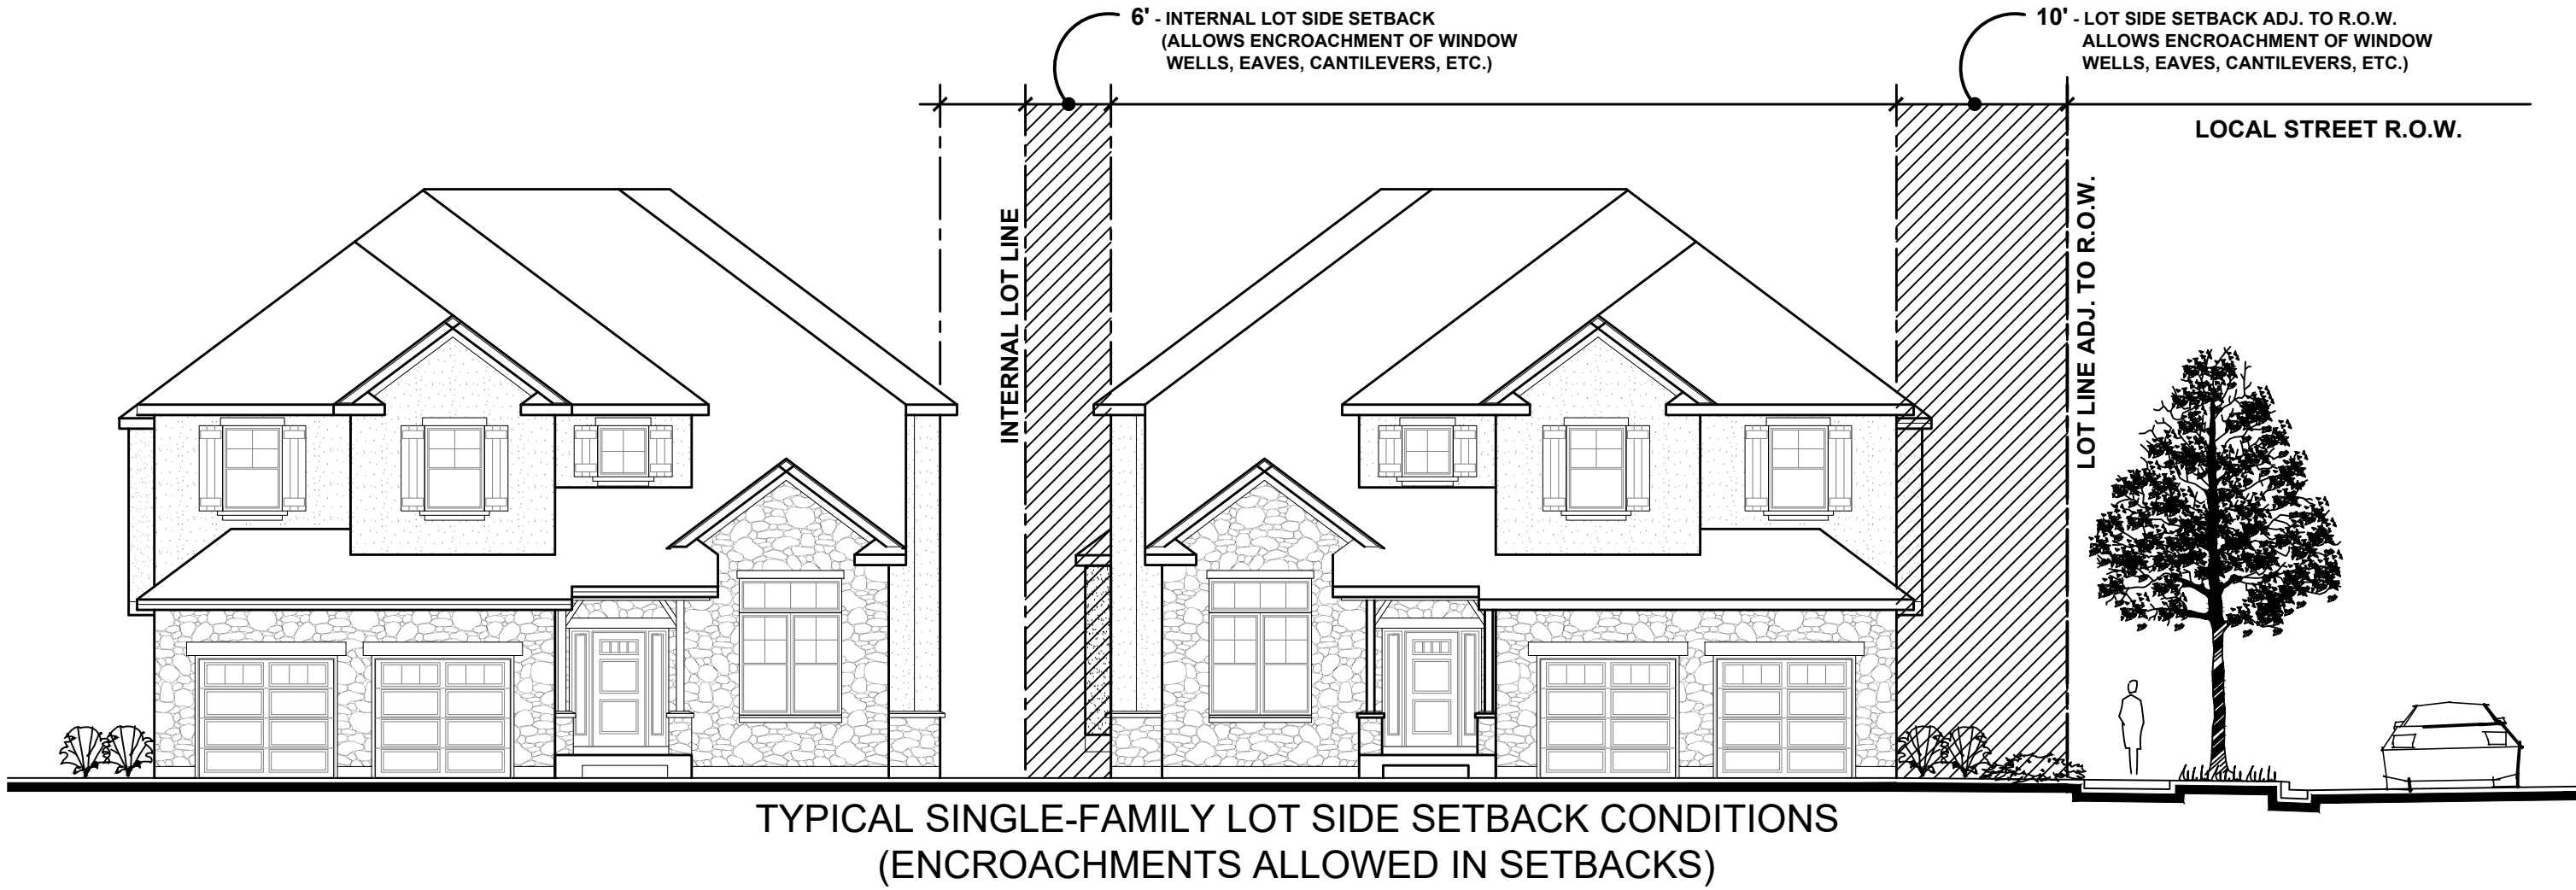 6' - INTERNAL LOT SIDE SETBACK
(ALLOWS ENCROACHMENT OF WINDOW
WELLS, EAVES, CANTILEVERS, ETC.)
10' - LOT SIDE SETBACK ADJ. TO R.O.W.
ALLOWS ENCROACHMENT OF WINDOW
WELLS, EAVES, CANTILEVERS, ETC.)
LOCAL STREET R.O.W.
INTERNAL LOT LINE
LOT LINE ADJ. TO R.O.W.
TYPICAL SINGLE-FAMILY LOT SIDE SETBACK CONDITIONS
(ENCROACHMENTS ALLOWED IN SETBACKS)